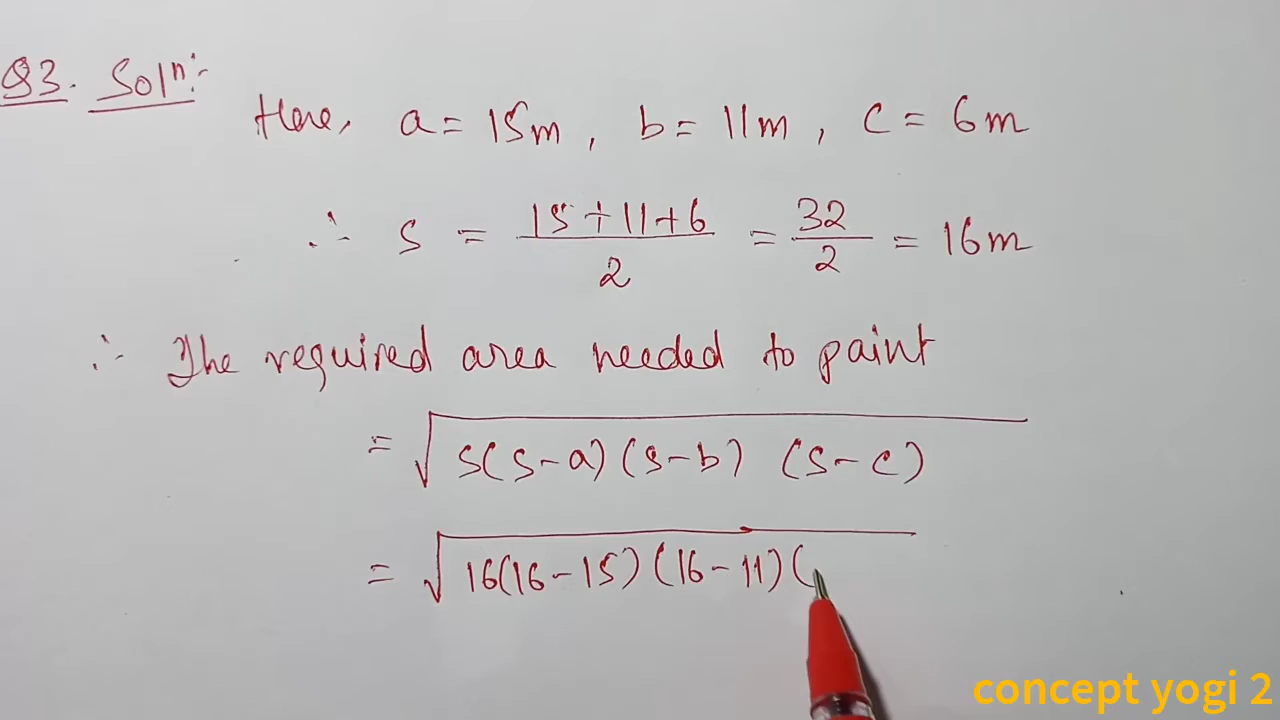 Q3. Solⁿ:-
Here, a = 15m, b = 11m, c = 6m
∴ s = (15+11+6)/2 = 32/2 = 16m
∴ The required area needed to paint
= √(s(s-a)(s-b) (s-c))
= √(16(16-15)(16-11)(
concept yogi 2